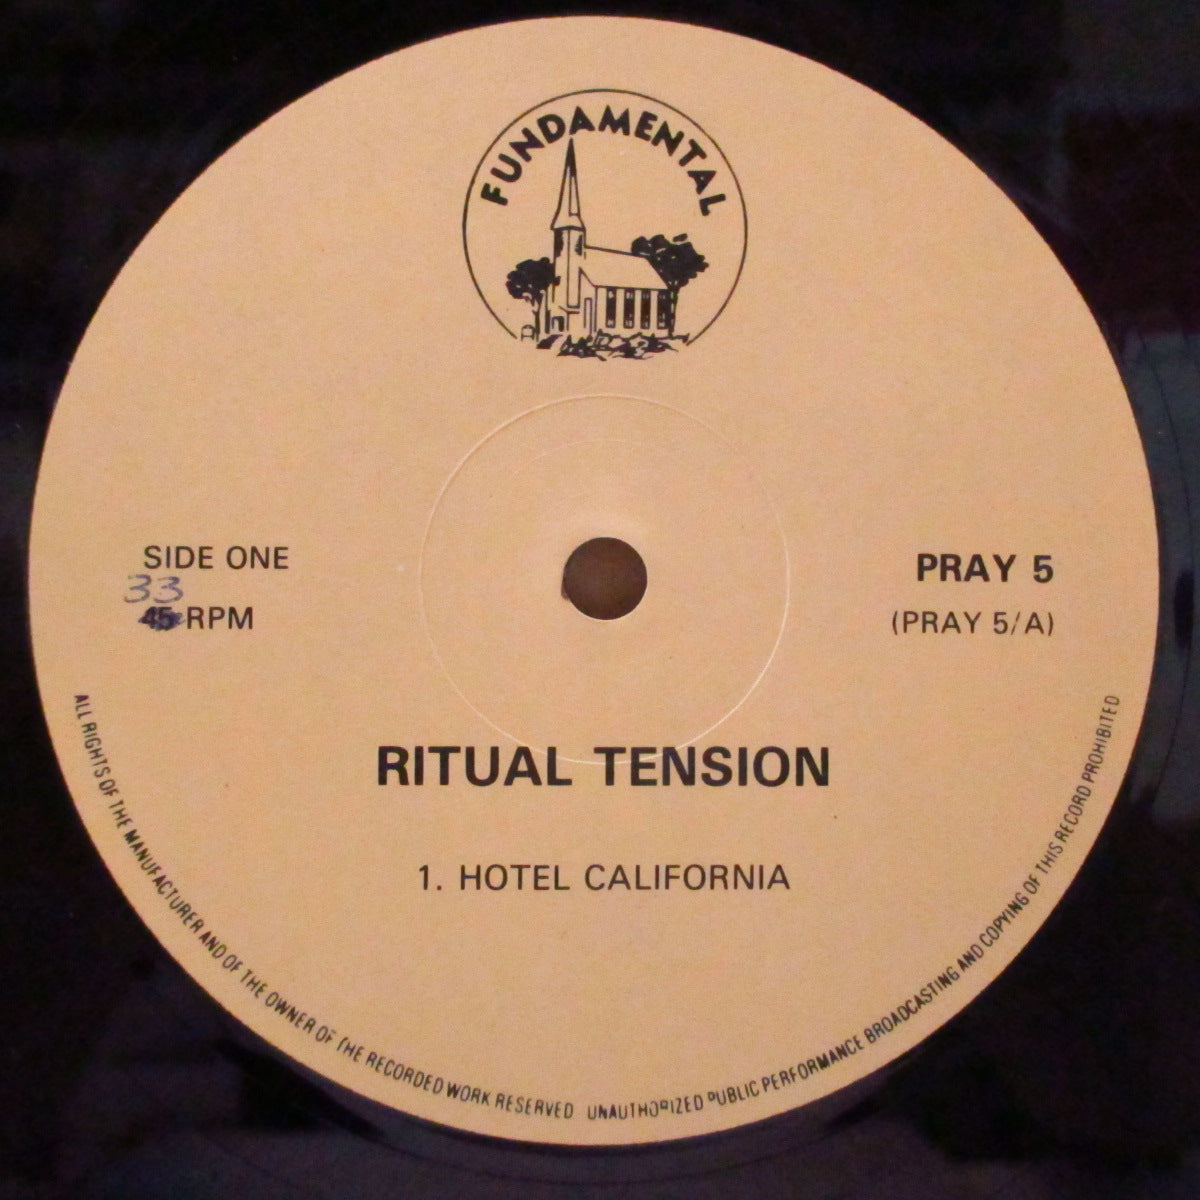 FUNDAMENTAL
SIDE ONE
33
45 RPM
PRAY 5
(PRAY 5/A)
RITUAL TENSION
1. HOTEL CALIFORNIA
ALL RIGHTS OF THE MANUFACTURER AND OF THE OWNER OF THE RECORDED WORK RESERVED UNAUTHORIZED PUBLIC PERFORMANCE BROADCASTING AND COPYING OF THIS RECORD PROHIBITED